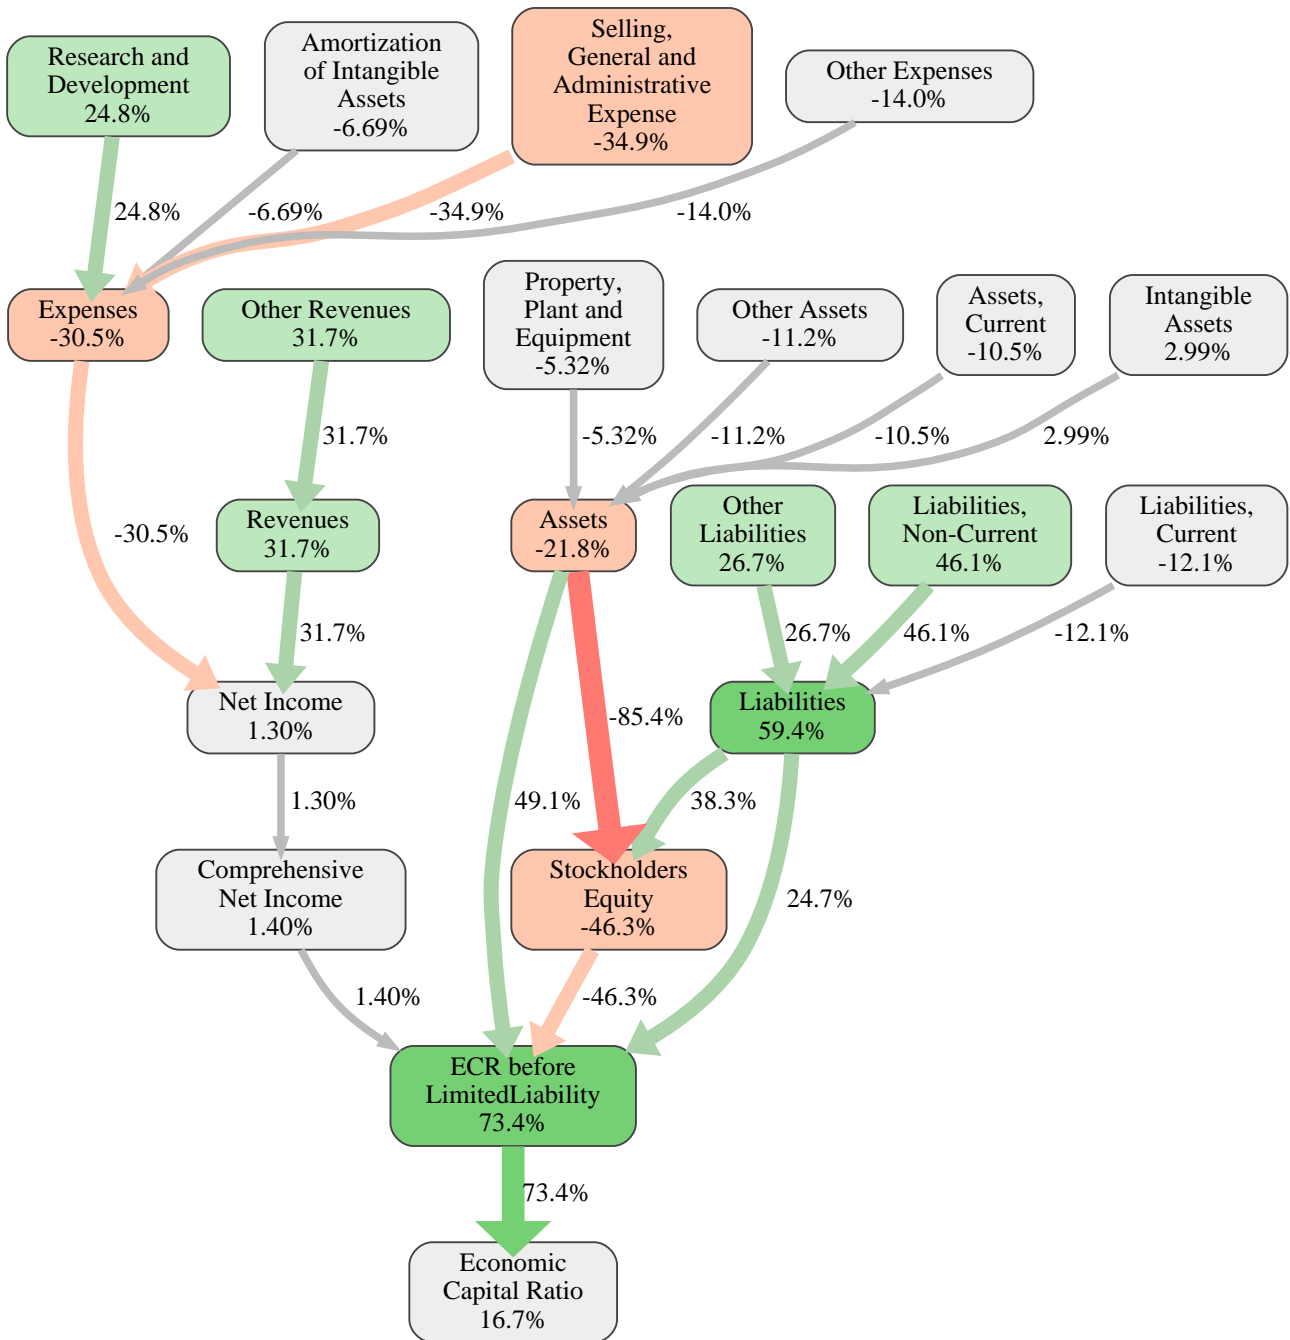 Research and
Development
24.8%
Amortization
of Intangible
Assets
-6.69%
Selling,
General and
Administrative
Expense
-34.9%
Other Expenses
-14.0%
24.8%
-6.69%
-34.9%
-14.0%
Expenses
-30.5%
Other Revenues
31.7%
Property,
Plant and
Equipment
-5.32%
Other Assets
-11.2%
Assets,
Current
-10.5%
Intangible
Assets
2.99%
31.7%
-5.32%
-11.2%
-10.5%
2.99%
-30.5%
Revenues
31.7%
Assets
-21.8%
Other
Liabilities
26.7%
Liabilities,
Non-Current
46.1%
Liabilities,
Current
-12.1%
31.7%
26.7%
46.1%
-12.1%
Net Income
1.30%
-85.4%
Liabilities
59.4%
1.30%
49.1%
38.3%
Comprehensive
Net Income
1.40%
Stockholders
Equity
-46.3%
24.7%
1.40%
-46.3%
ECR before
LimitedLiability
73.4%
73.4%
Economic
Capital Ratio
16.7%